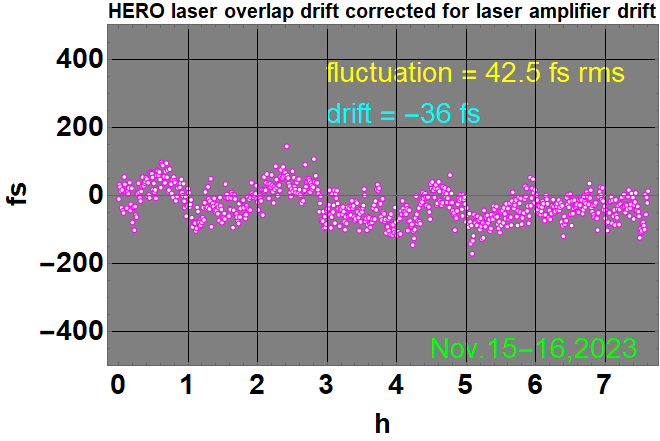 HERO laser overlap drift corrected for laser amplifier drift
400
fluctuation = 42.5 fs rms
drift = −36 fs
200
fs
0
−200
−400
Nov.15−16,2023
0 1 2 3 4 5 6 7
h